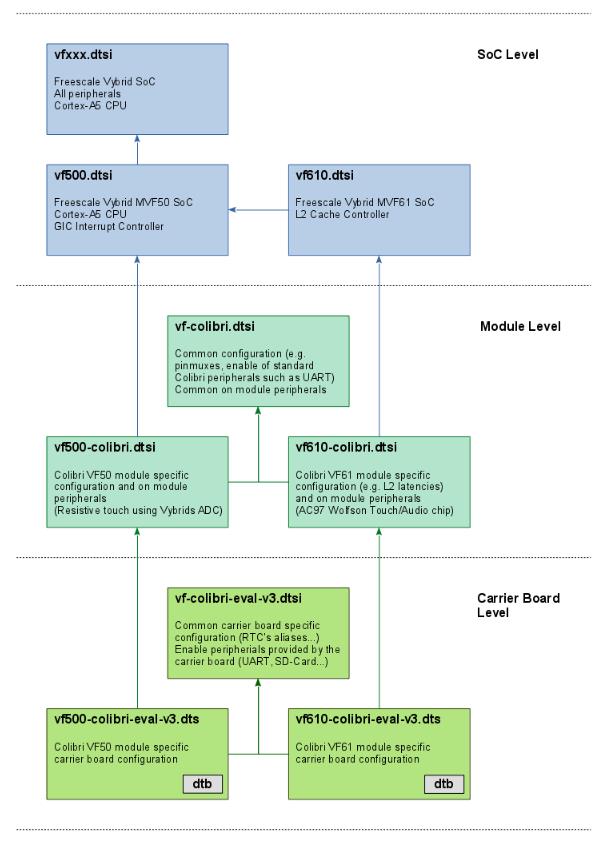 SoC Level
vfxxx.dtsi
Freescale Vybrid SoC
All peripherals
Cortex-A5 CPU
vf500.dtsi
Freescale Vybrid MVF50 SoC
Cortex-A5 CPU
GIC Interrupt Controller
vf610.dtsi
Freescale Vybrid MVF61 SoC
L2 Cache Controller
Module Level
vf-colibri.dtsi
Common configuration (e.g.
pinmuxes, enable of standard
Colibri peripherals such as UART)
Common on module peripherals
vf500-colibri.dtsi
Colibri VF50 module specific
configuration and on module
peripherals
(Resistive touch using Vybrids ADC)
vf610-colibri.dtsi
Colibri VF61 module specific
configuration (e.g. L2 latencies)
and on module peripherals
(AC97 Wolfson Touch/Audio chip)
Carrier Board
Level
vf-colibri-eval-v3.dtsi
Common carrier board specific
configuration (RTC's aliases...)
Enable periphierials provided by the
carrier board (UART, SD-Card...)
vf500-colibri-eval-v3.dts
Colibri VF50 module specific
carrier board configuration
dtb
vf610-colibri-eval-v3.dts
Colibri VF61 module specific
carrier board configuration
dtb